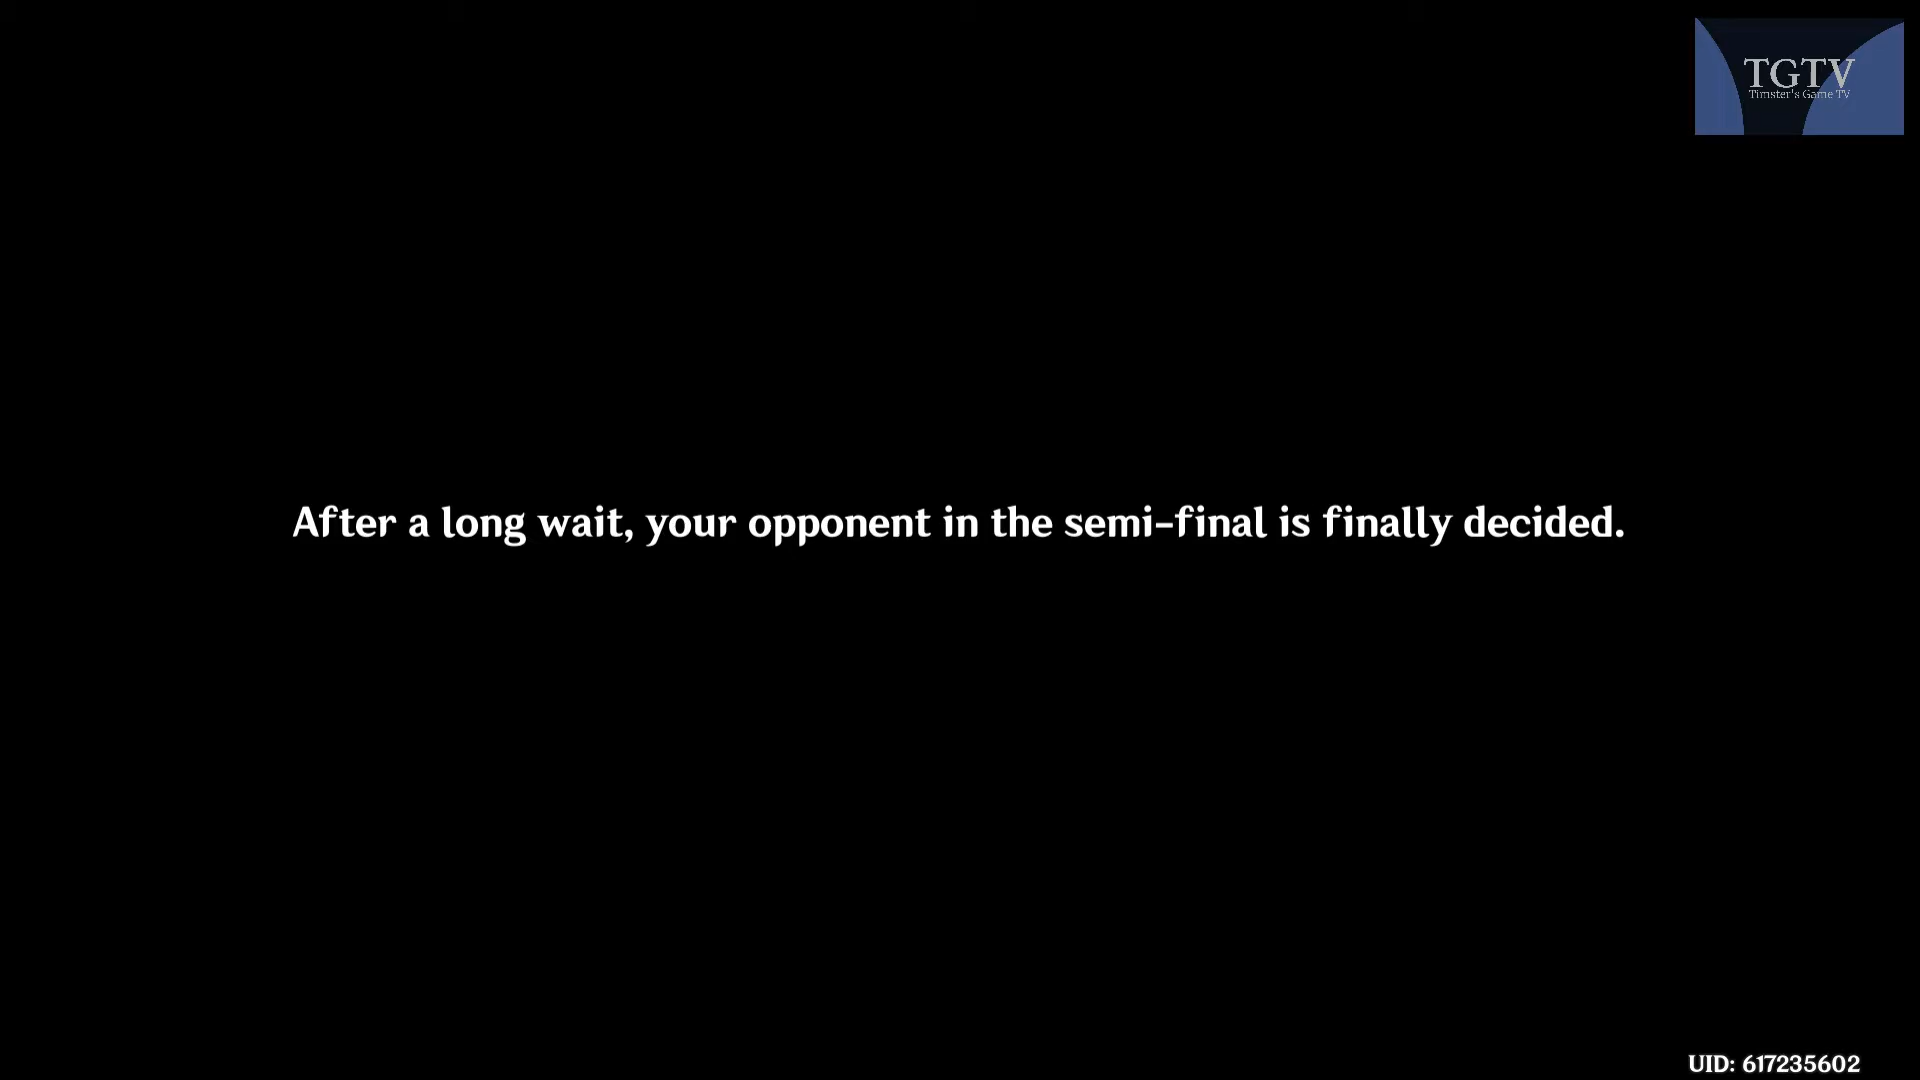 TGTV
Timster's Game TV
After a long wait, your opponent in the semi-final is finally decided.
UID: 617235602